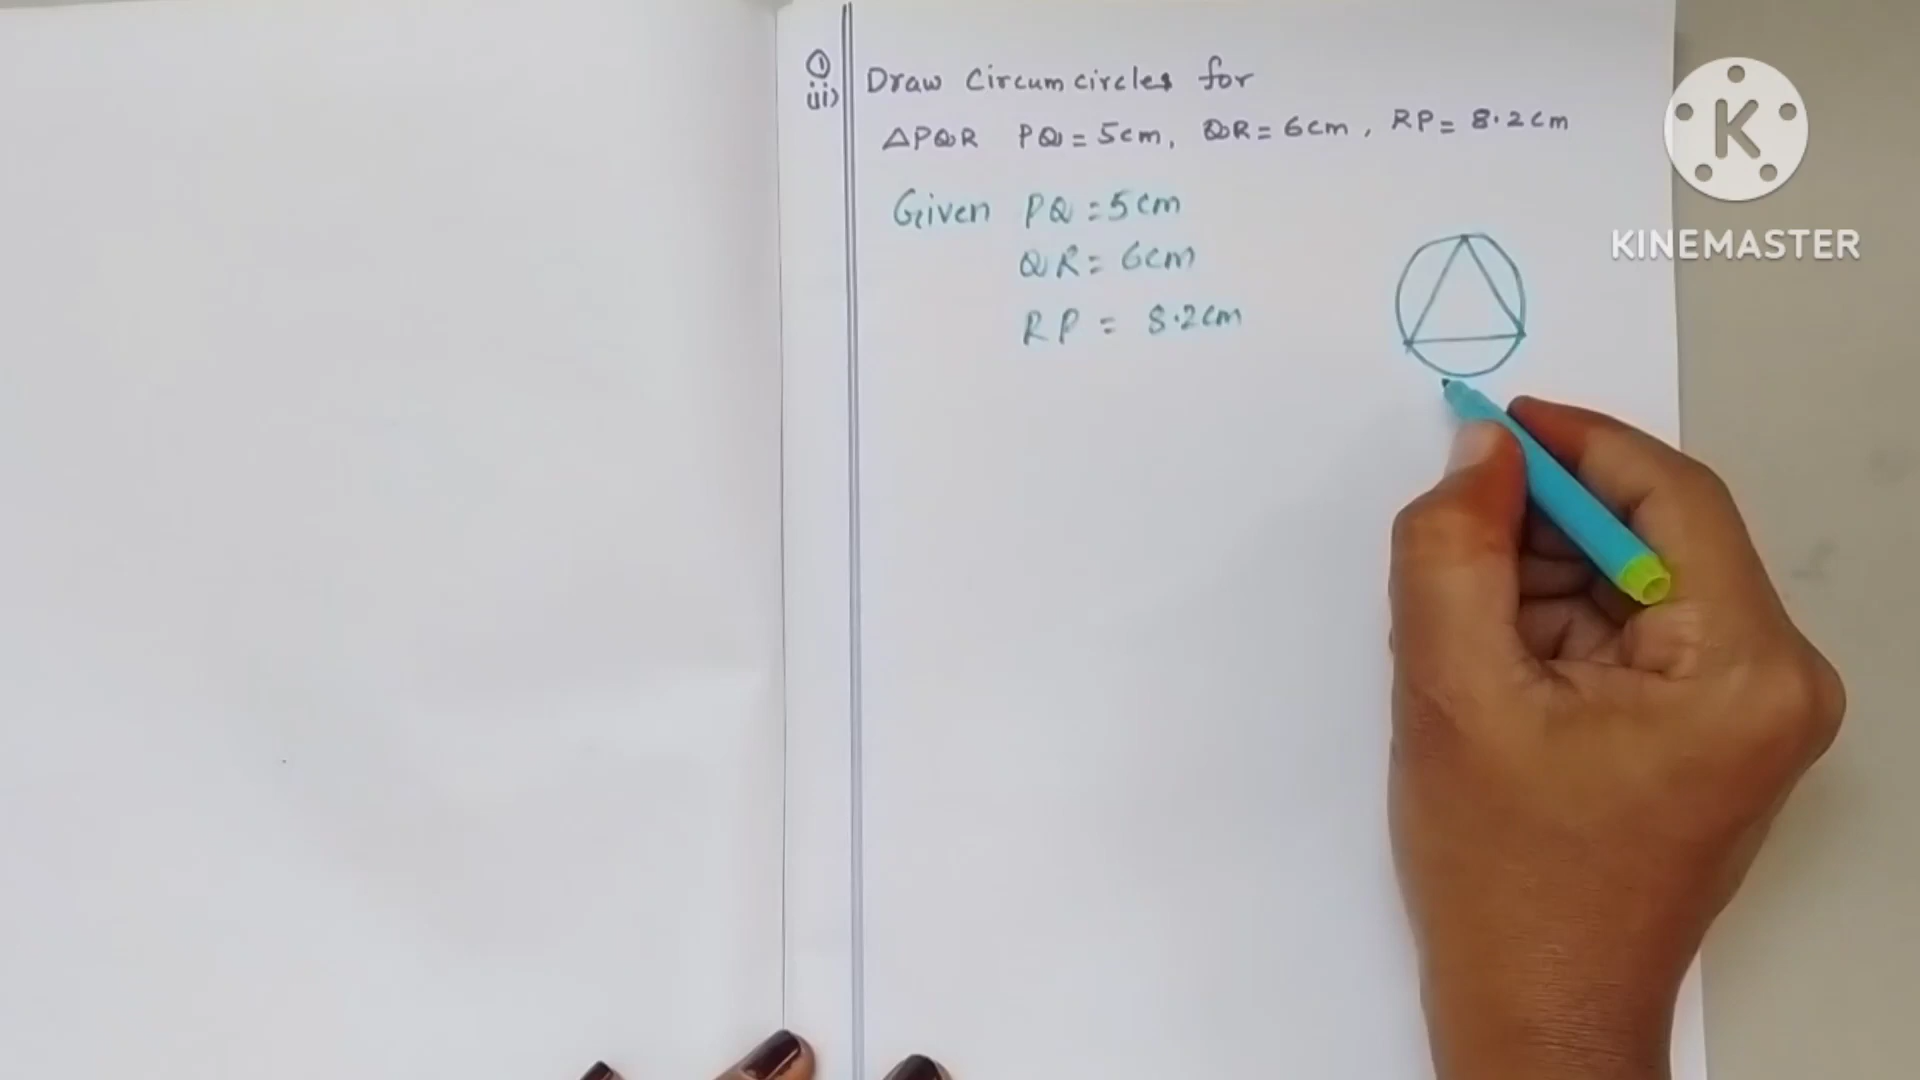 ① Draw Circumcircles for
iii) △PQR PQ = 5cm, QR = 6cm, RP = 8.2cm
Given PQ = 5cm
QR = 6cm
RP = 8.2cm
K
KINEMASTER